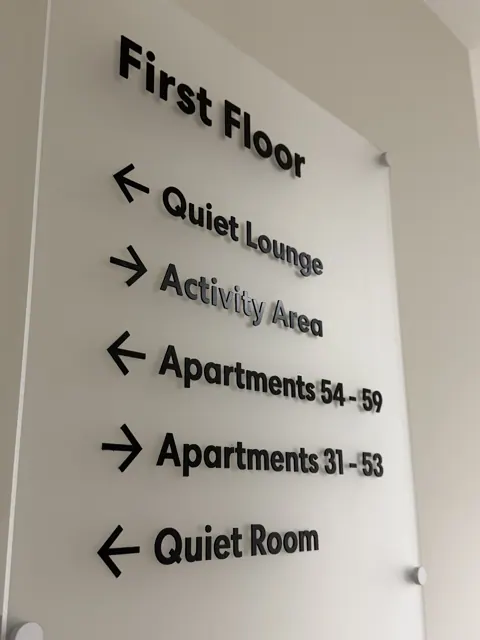 First Floor
← Quiet Lounge
→ Activity Area
← Apartments 54 - 59
→ Apartments 31 - 53
← Quiet Room